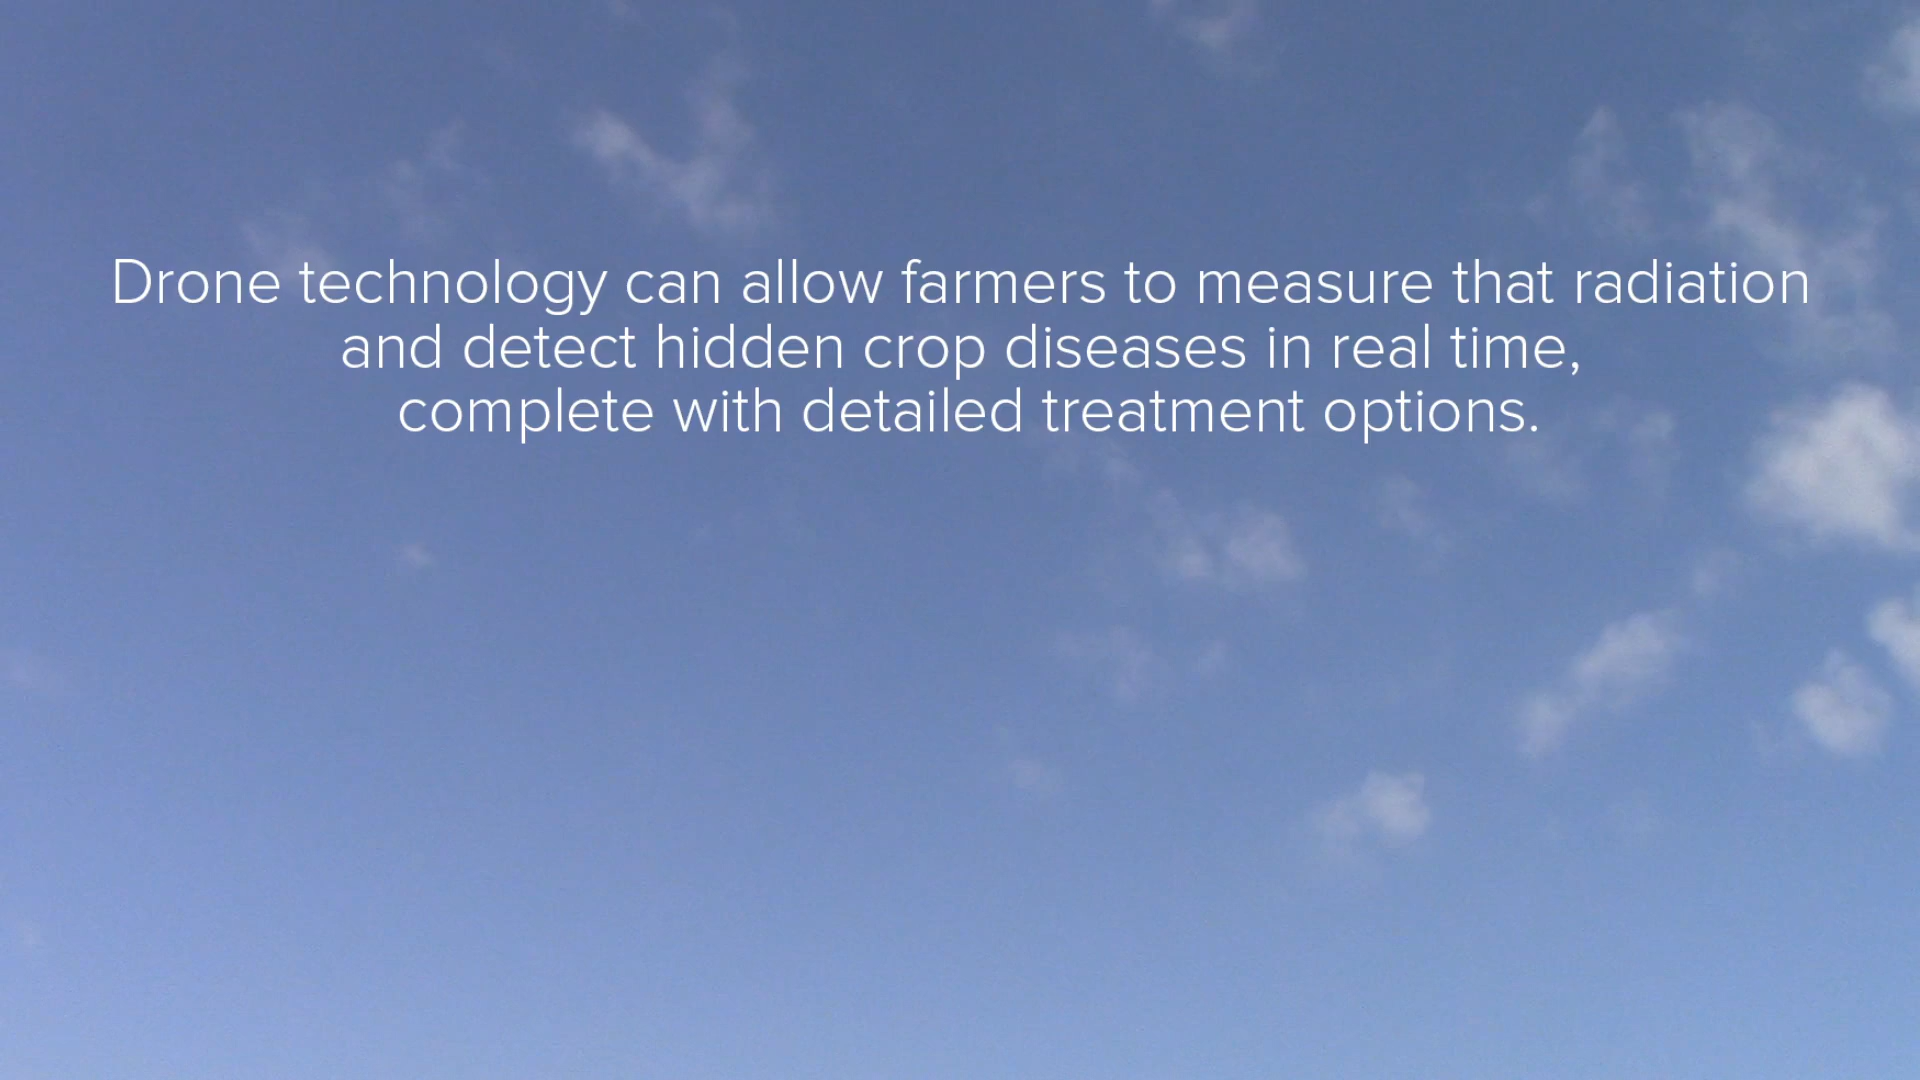 Drone technology can allow farmers to measure that radiation
and detect hidden crop diseases in real time,
complete with detailed treatment options.